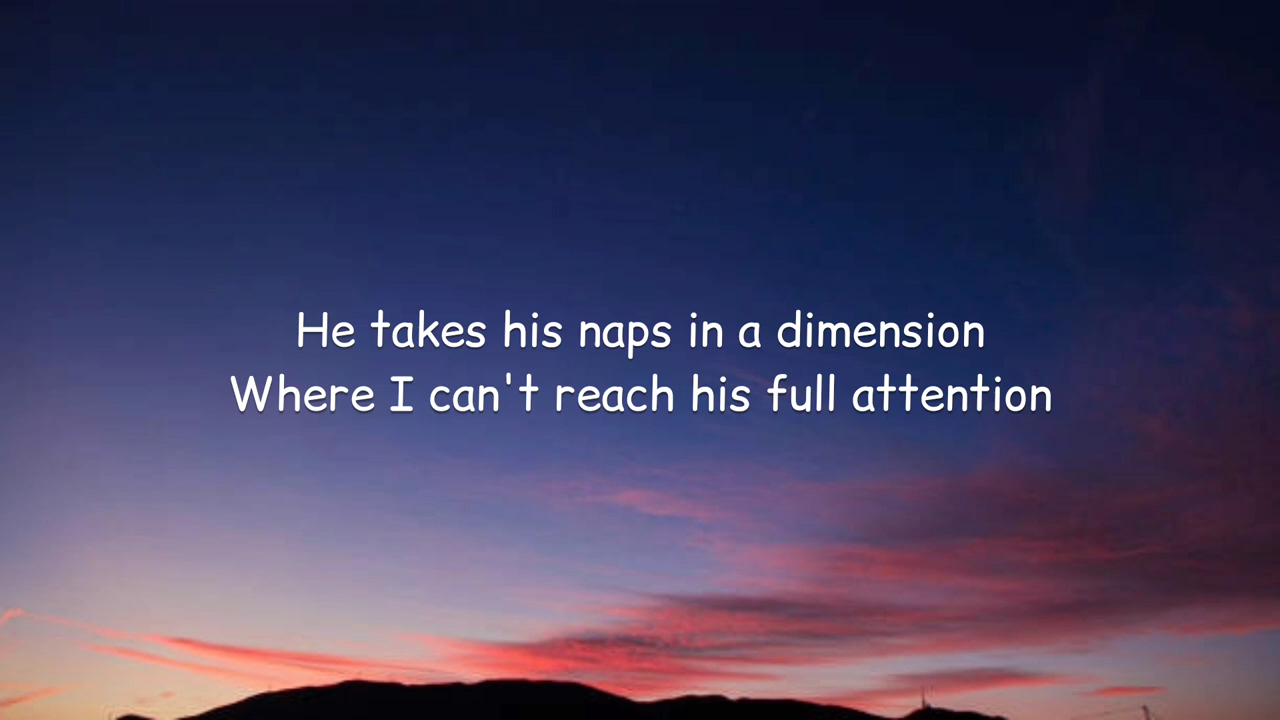 He takes his naps in a dimension
Where I can't reach his full attention